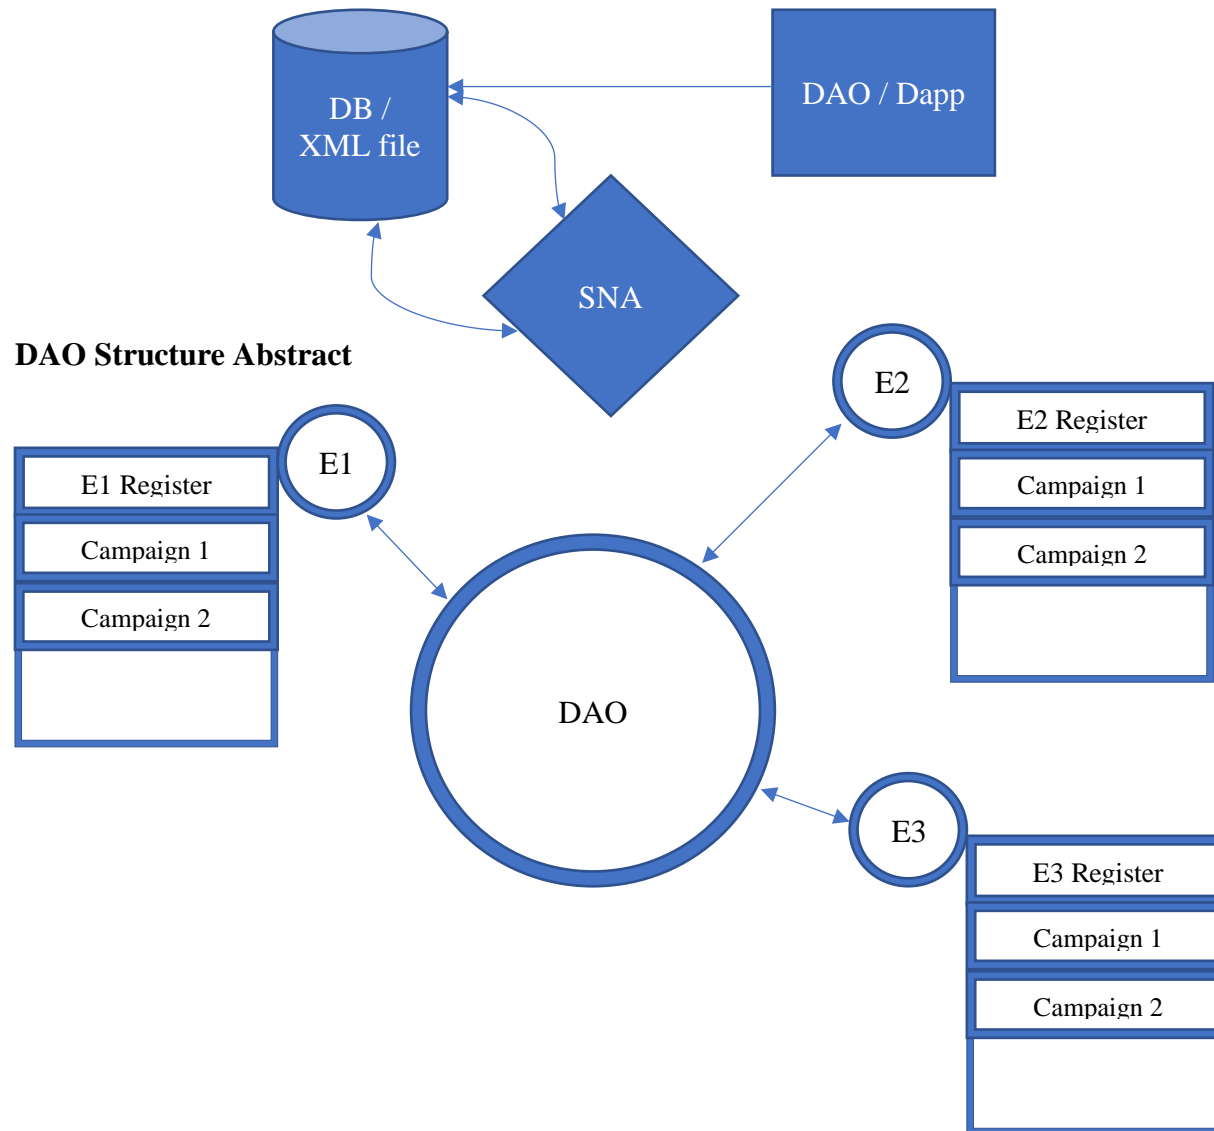 DB /
XML file
DAO / Dapp
SNA
DAO Structure Abstract
E1
E1 Register
Campaign 1
Campaign 2
E2
E2 Register
Campaign 1
Campaign 2
DAO
E3
E3 Register
Campaign 1
Campaign 2